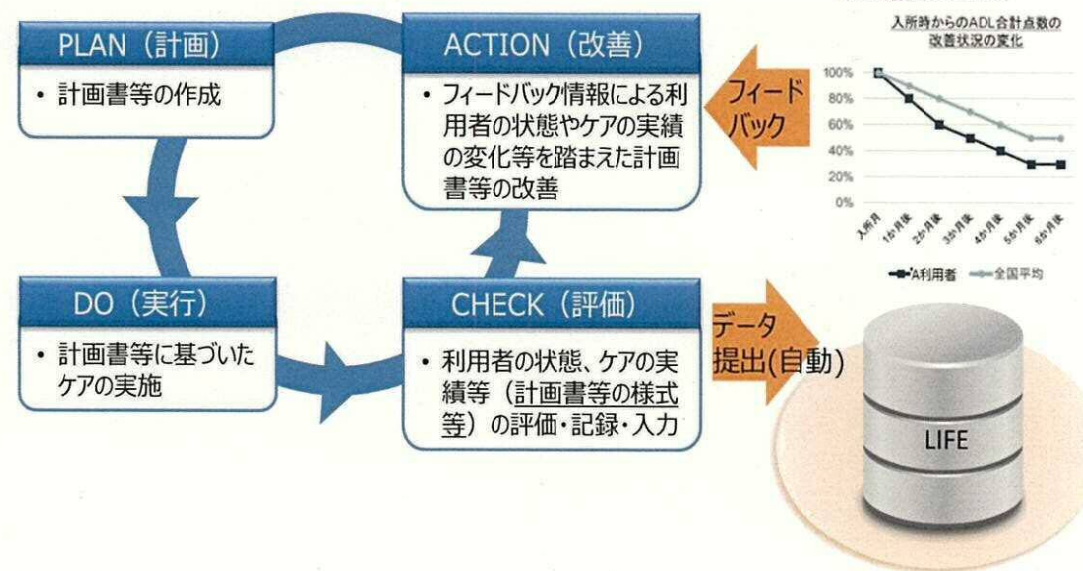 PLAN（計画）
• 計画書等の作成
ACTION（改善）
• フィードバック情報による利
用者の状態やケアの実績
の変化等を踏まえた計画
書等の改善
フィード
バック
入所時からのADL合計点数の
改善状況の変化
100%
80%
60%
40%
20%
0%
入所月
1か月後
2か月後
3か月後
4か月後
5か月後
6か月後
A利用者
全国平均
DO（実行）
• 計画書等に基づいた
ケアの実施
CHECK（評価）
• 利用者の状態、ケアの実
績等（計画書等の様式
等）の評価・記録・入力
データ
提出(自動)
LIFE